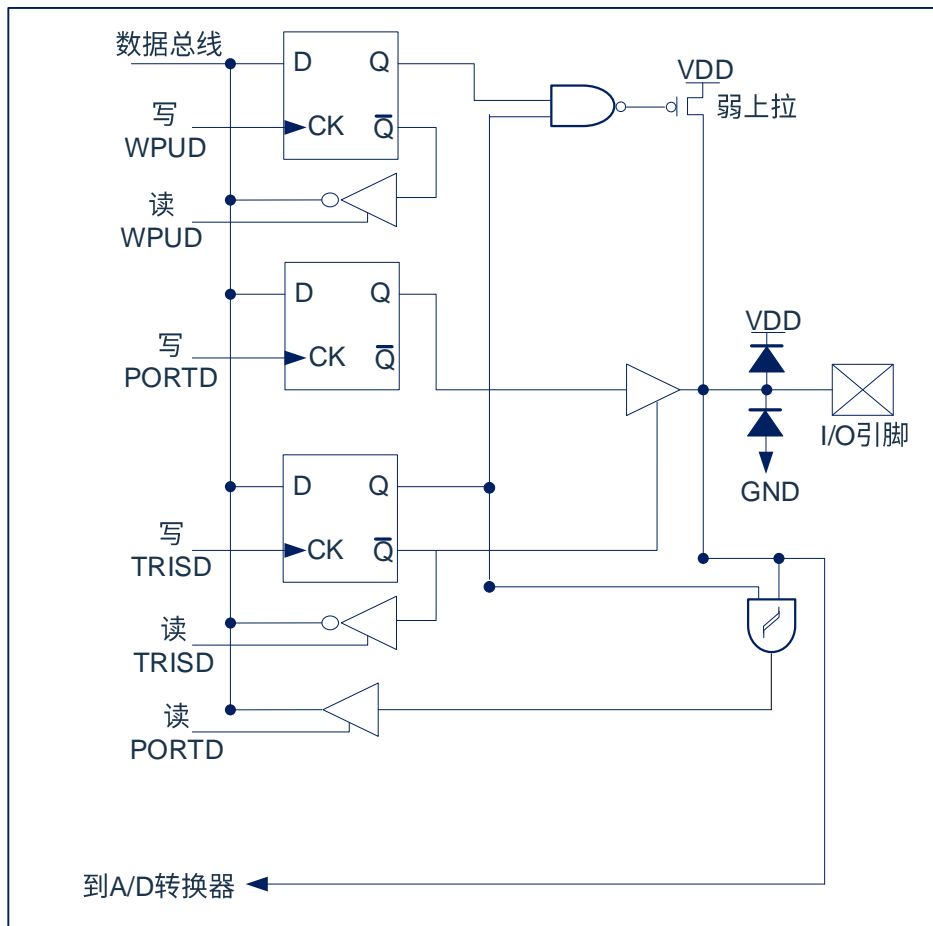 数据总线
D
Q
写
WPUD
CK
Q̅
读
WPUD
VDD
弱上拉
D
Q
写
PORTD
CK
Q̅
VDD
I/O引脚
GND
D
Q
写
TRISD
CK
Q̅
读
TRISD
读
PORTD
到A/D转换器